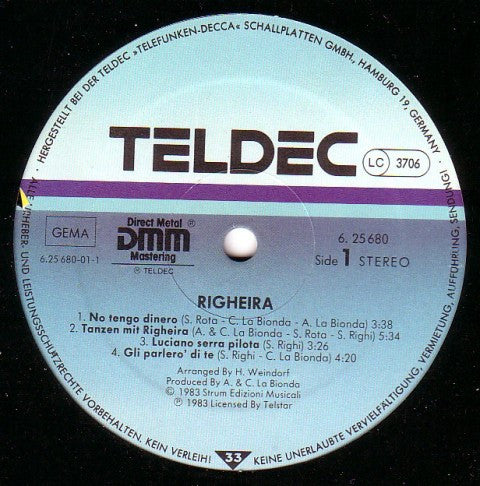 HERGESTELLT BEI DER TELDEC »TELEFUNKEN-DECCA« SCHALLPLATTEN GMBH, HAMBURG 19, GERMANY ·
TELDEC
LC 3706
GEMA
6.25 680-01-1
Direct Metal ®
DMM
Mastering
℗ TELDEC
6. 25680
Side 1 STEREO
RIGHEIRA
1. No tengo dinero (S. Rota - C. La Bionda - A. La Bionda) 3:38
2. Tanzen mit Righeira (A. & C. La Bionda - S. Rota - S. Righi) 5:34
3. Luciano serra pilota (S. Righi) 3:26
4. Gli parlero' di te (S. Righi - C. La Bionda) 4:20
Arranged By H. Weindorf
Produced By A. & C. La Bionda
© 1983 Strum Edizioni Musicali
℗ 1983 Licensed By Telstar
33
UND LEISTUNGSSCHUTZRECHTE VORBEHALTEN. KEIN VERLEIH!
KEINE UNERLAUBTE VERVIELFÄLTIGUNG, VERMIETUNG, AUFFÜHRUNG, SENDUNG!